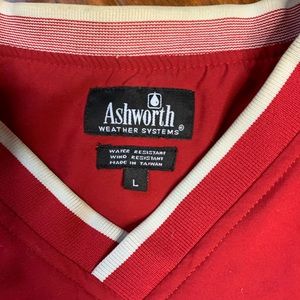 Ashworth
WEATHER SYSTEMS®
WATER RESISTANT
WIND RESISTANT
MADE IN TAIWAN
L